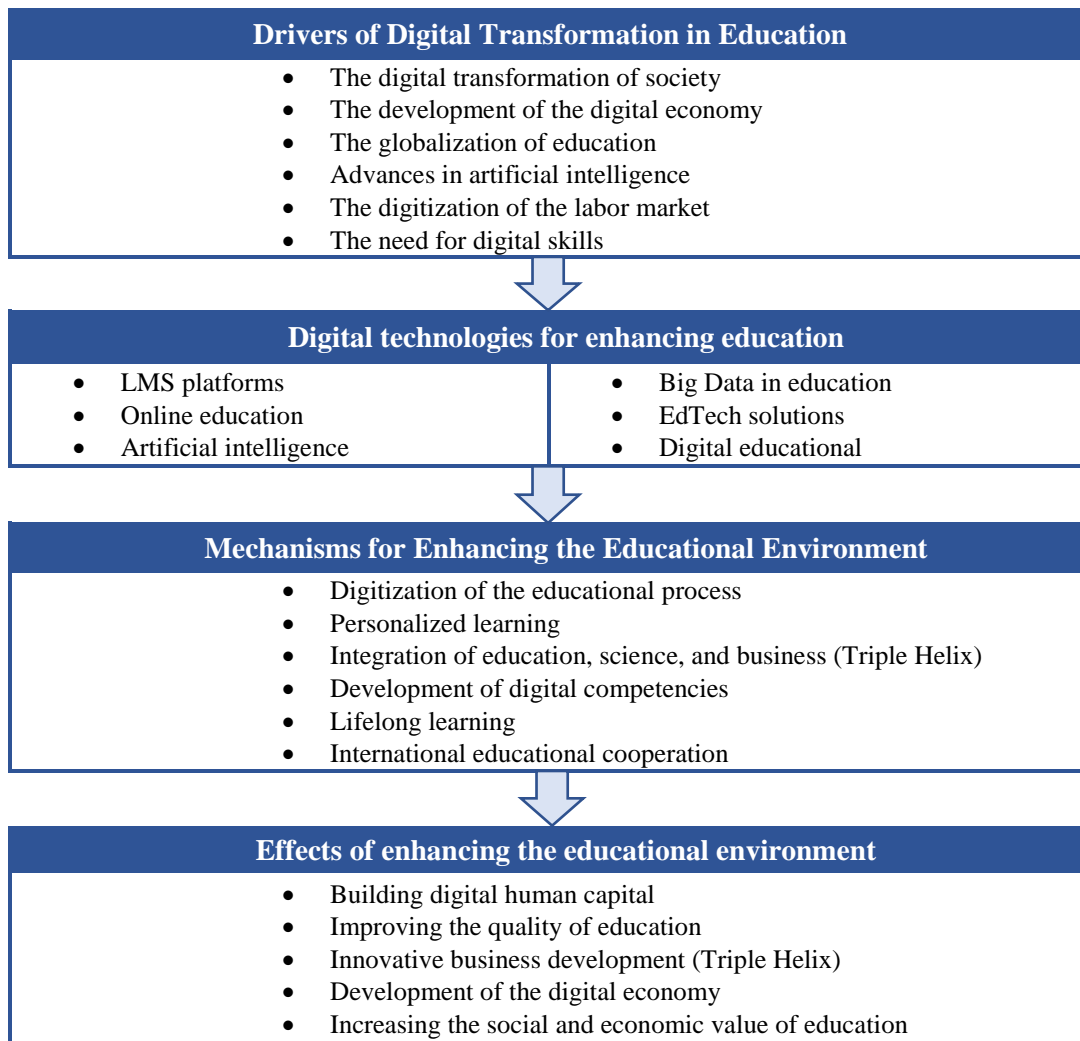 Drivers of Digital Transformation in Education
• The digital transformation of society
• The development of the digital economy
• The globalization of education
• Advances in artificial intelligence
• The digitization of the labor market
• The need for digital skills
Digital technologies for enhancing education
• LMS platforms
• Online education
• Artificial intelligence
• Big Data in education
• EdTech solutions
• Digital educational
Mechanisms for Enhancing the Educational Environment
• Digitization of the educational process
• Personalized learning
• Integration of education, science, and business (Triple Helix)
• Development of digital competencies
• Lifelong learning
• International educational cooperation
Effects of enhancing the educational environment
• Building digital human capital
• Improving the quality of education
• Innovative business development (Triple Helix)
• Development of the digital economy
• Increasing the social and economic value of education